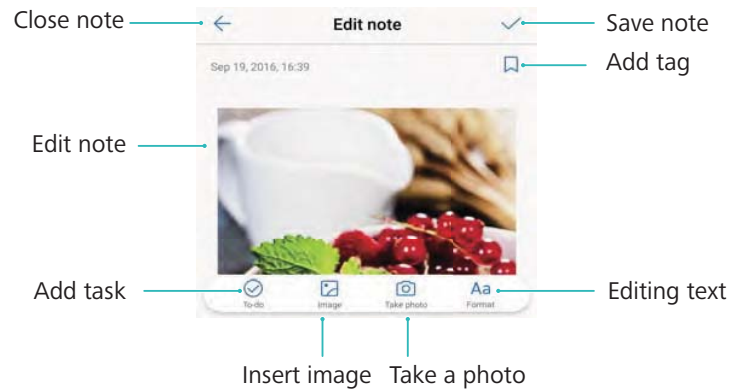 Close note
Edit note
Save note
Sep 19, 2016, 16:39
Add tag
Edit note
Add task
To-do
Image
Take photo
Aa
Format
Editing text
Insert image
Take a photo